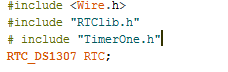 #include <Wire.h>
#include "RTClib.h"
# include "TimerOne.h"
RTC_DS1307 RTC;